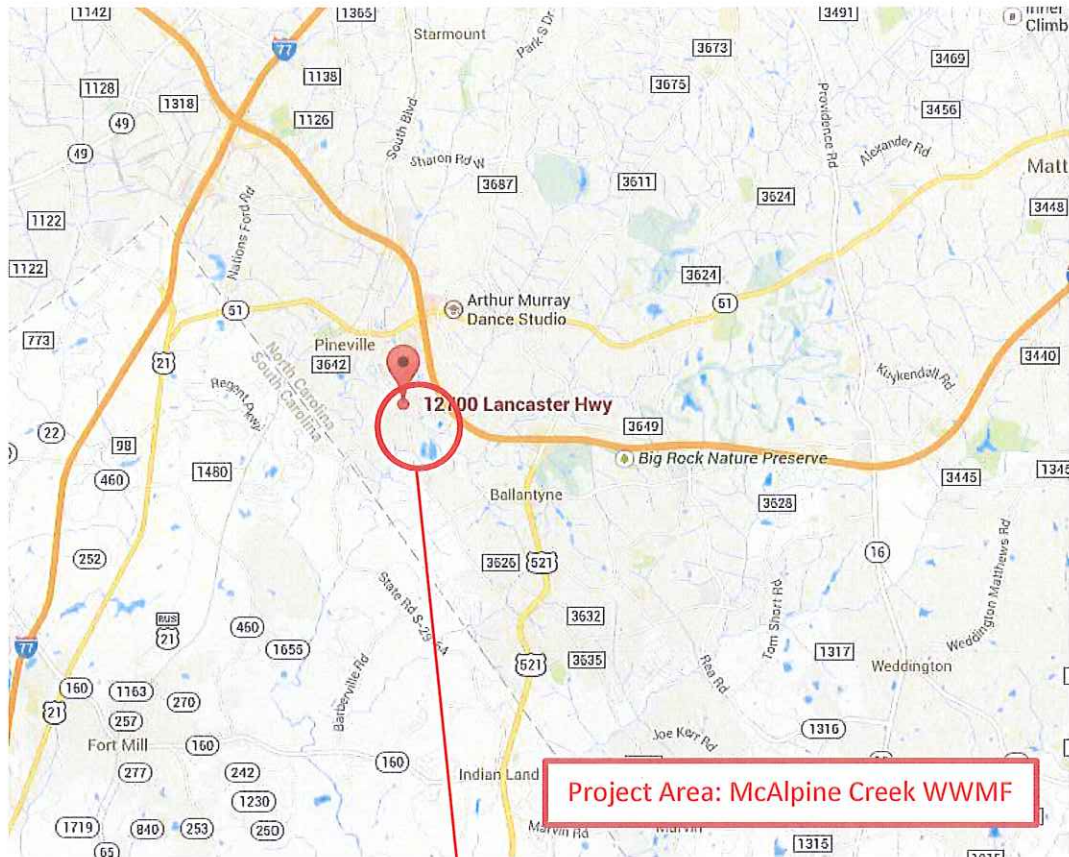 1142
1365
77
Starmount
Park S Dr
3491
Climb
3673
3469
1128
1138
3675
1318
49
1126
3456
South Blvd
Providence Rd
Alexander Rd
49
Sharon Rd W
3687
3611
3624
Matt
Nations Ford Rd
3448
1122
1122
3624
51
51
Arthur Murray
Dance Studio
773
21
Pineville
3642
North Carolina
South Carolina
3440
Kuykendall Rd
Regent Pkwy
12700 Lancaster Hwy
22
98
3649
Big Rock Nature Preserve
460
1480
3445
1345
Ballantyne
3628
252
3626
521
16
State Rd S-29-64
Tom Short Rd
Weddington Matthews Rd
BUS
21
460
3632
77
1655
521
3635
1317
Weddington
Barberville Rd
Rea Rd
160
1163
270
21
257
1316
Fort Mill
160
Joe Kerr Rd
277
242
160
Indian Land
Project Area: McAlpine Creek WWMF
1230
1719
840
253
250
Marvin Rd
Marvin
1315
65